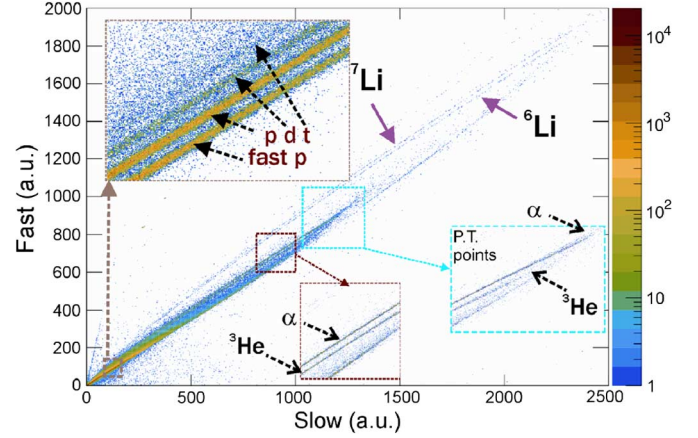 2000
1800
1600
1400
1200
1000
800
600
400
200
0
Fast (a.u.)
p d t
fast p
⁷Li
⁶Li
P.T.
points
α
³He
α
³He
0
500
1000
1500
2000
2500
Slow (a.u.)
10⁴
10³
10²
10
1